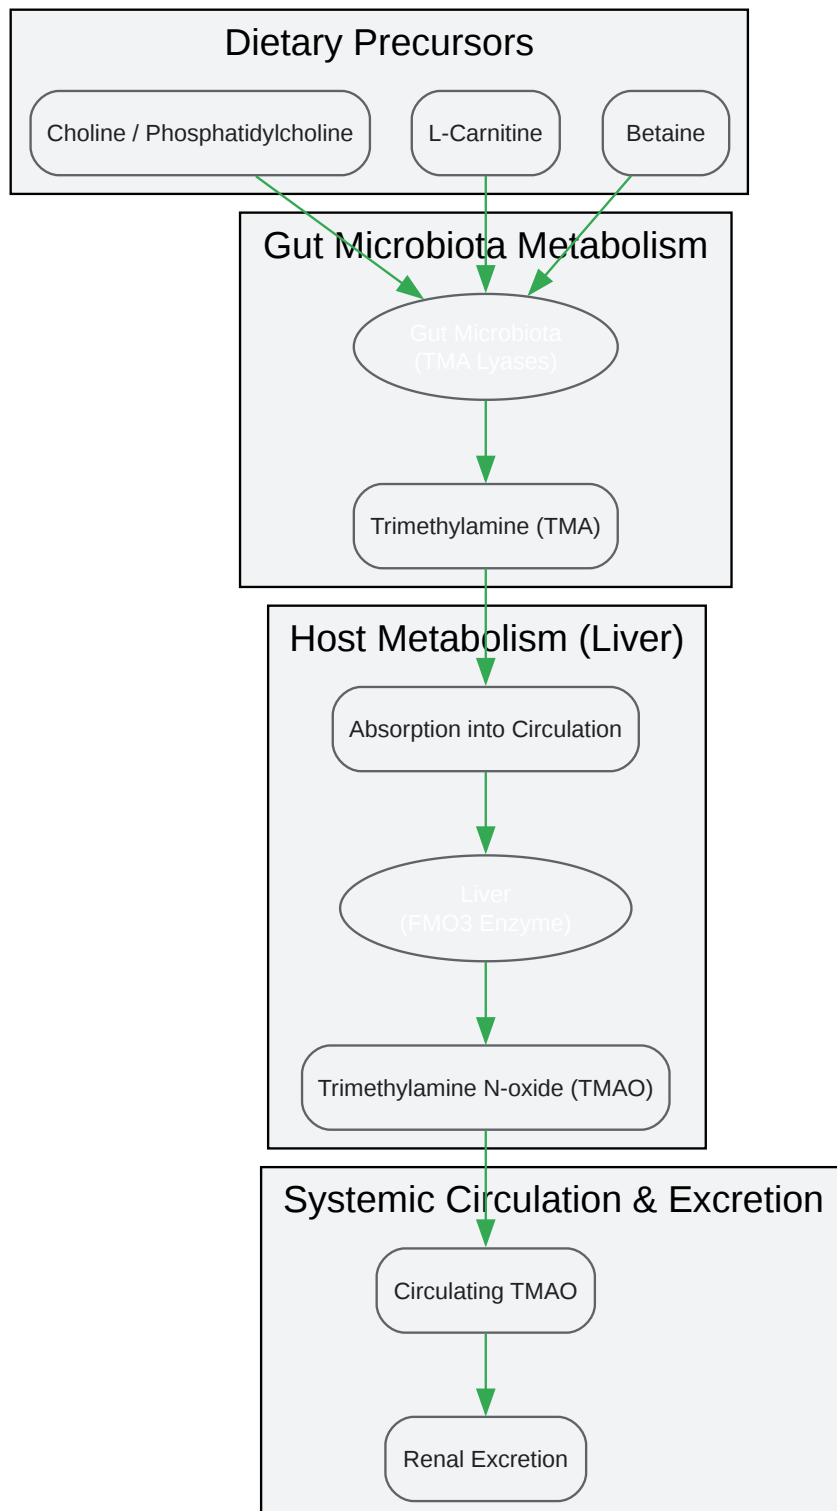 Dietary Precursors
Choline / Phosphatidylcholine
L-Carnitine
Betaine
Gut Microbiota Metabolism
Gut Microbiota
(TMA Lyases)
Trimethylamine (TMA)
Host Metabolism (Liver)
Absorption into Circulation
Liver
(FMO3 Enzyme)
Trimethylamine N-oxide (TMAO)
Systemic Circulation & Excretion
Circulating TMAO
Renal Excretion